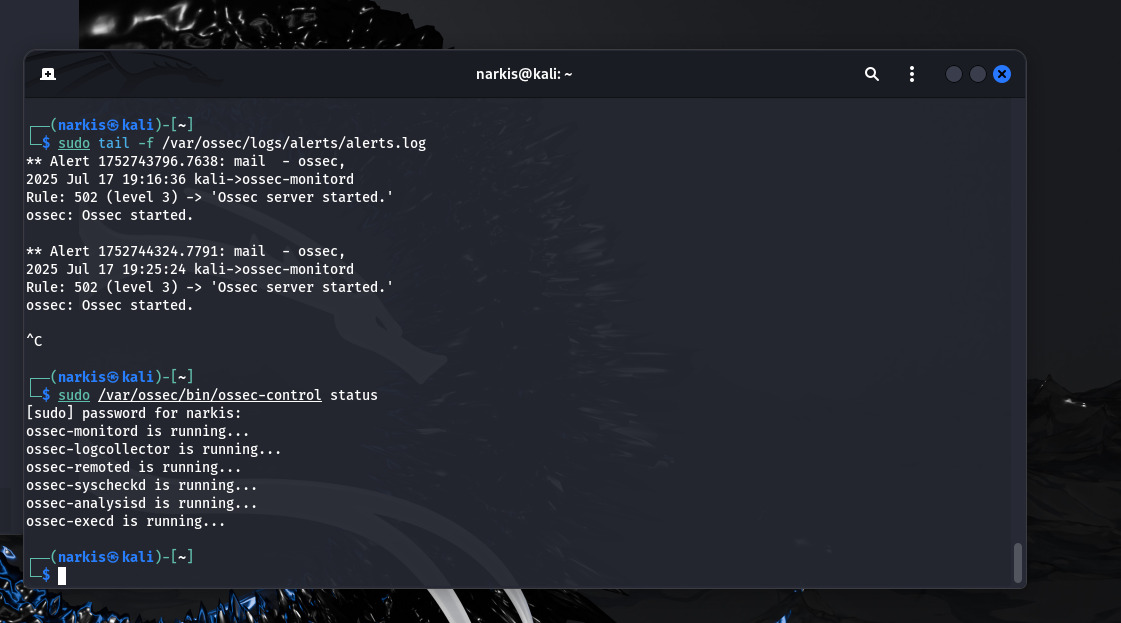 narkis@kali: ~
┌──(narkis㉿kali)-[~]
└─$ sudo tail -f /var/ossec/logs/alerts/alerts.log
** Alert 1752743796.7638: mail  - ossec,
2025 Jul 17 19:16:36 kali->ossec-monitord
Rule: 502 (level 3) -> 'Ossec server started.'
ossec: Ossec started.
** Alert 1752744324.7791: mail  - ossec,
2025 Jul 17 19:25:24 kali->ossec-monitord
Rule: 502 (level 3) -> 'Ossec server started.'
ossec: Ossec started.
^C
┌──(narkis㉿kali)-[~]
└─$ sudo /var/ossec/bin/ossec-control status
[sudo] password for narkis:
ossec-monitord is running...
ossec-logcollector is running...
ossec-remoted is running...
ossec-syscheckd is running...
ossec-analysisd is running...
ossec-execd is running...
┌──(narkis㉿kali)-[~]
└─$